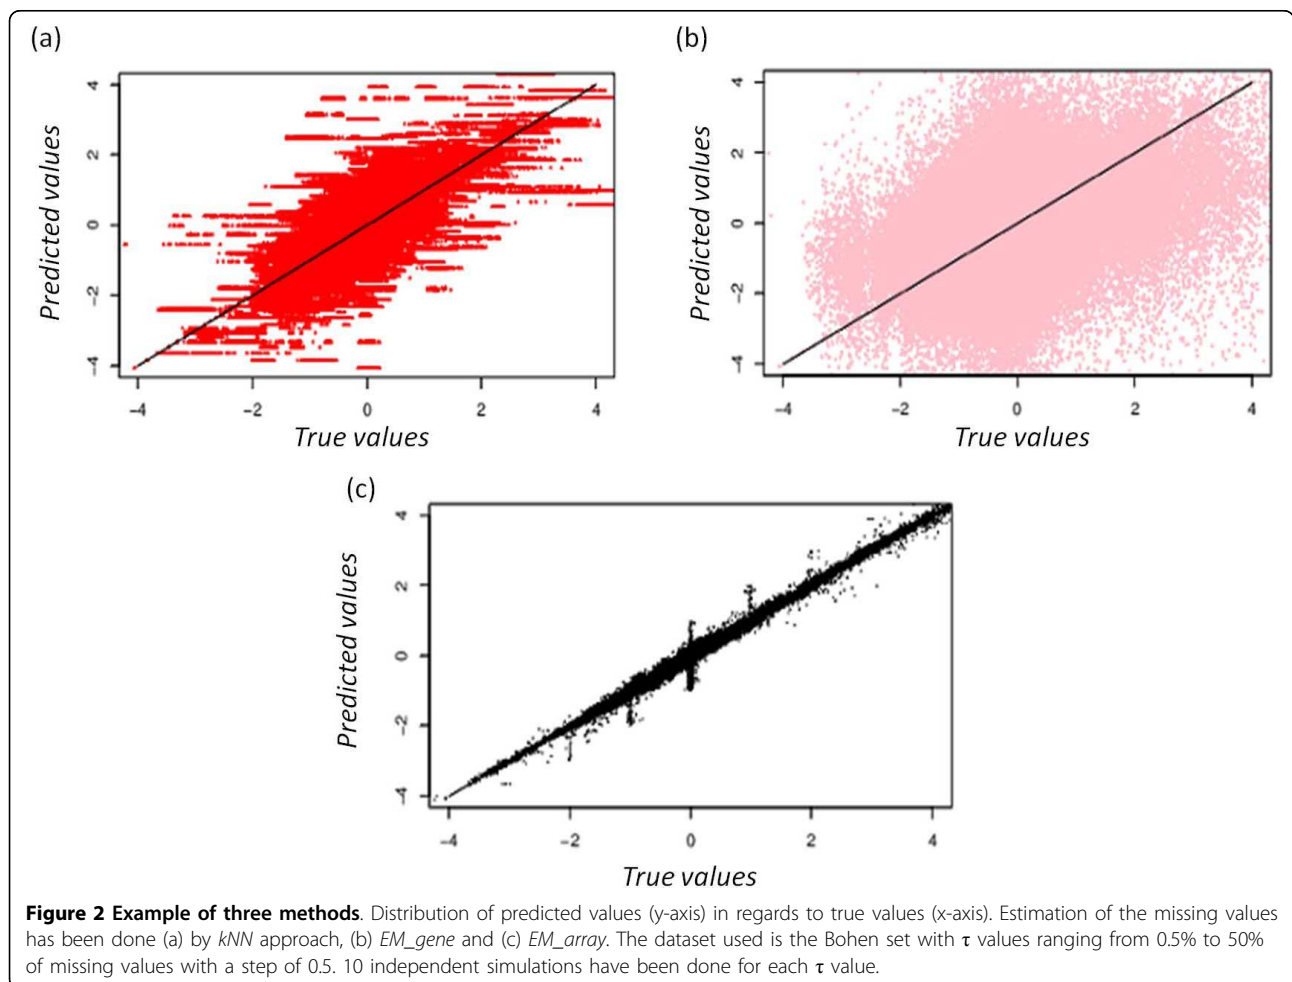 (a)
4
2
0
−2
−4
Predicted values
−4 −2 0 2 4
True values
(b)
4
2
0
−2
−4
Predicted values
−4 −2 0 2 4
True values
(c)
4
2
0
−2
−4
Predicted values
−4 −2 0 2 4
True values
Figure 2 Example of three methods. Distribution of predicted values (y-axis) in regards to true values (x-axis). Estimation of the missing values
has been done (a) by kNN approach, (b) EM_gene and (c) EM_array. The dataset used is the Bohen set with τ values ranging from 0.5% to 50%
of missing values with a step of 0.5. 10 independent simulations have been done for each τ value.